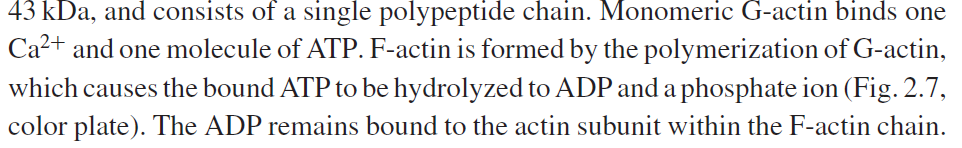 43 kDa, and consists of a single polypeptide chain. Monomeric G-actin binds one
Ca²⁺ and one molecule of ATP. F-actin is formed by the polymerization of G-actin,
which causes the bound ATP to be hydrolyzed to ADP and a phosphate ion (Fig. 2.7,
color plate). The ADP remains bound to the actin subunit within the F-actin chain.